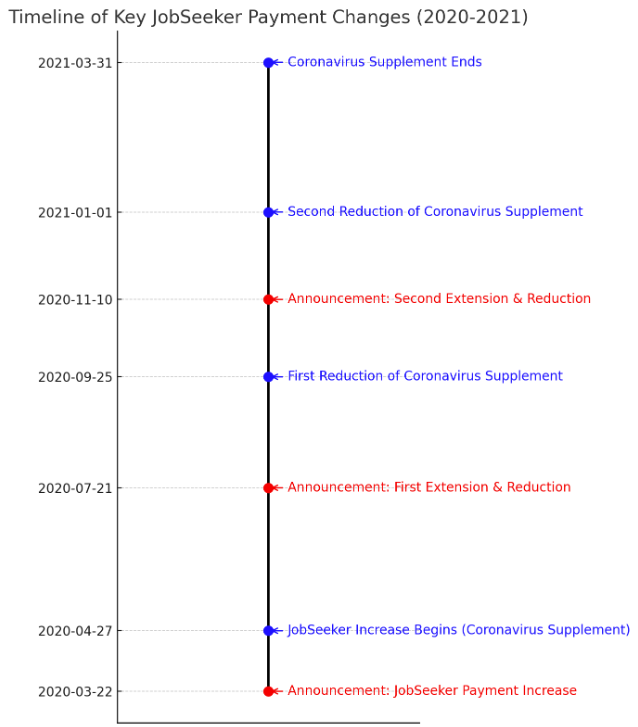 Timeline of Key JobSeeker Payment Changes (2020-2021)
2021-03-31 Coronavirus Supplement Ends
2021-01-01 Second Reduction of Coronavirus Supplement
2020-11-10 Announcement: Second Extension & Reduction
2020-09-25 First Reduction of Coronavirus Supplement
2020-07-21 Announcement: First Extension & Reduction
2020-04-27 JobSeeker Increase Begins (Coronavirus Supplement)
2020-03-22 Announcement: JobSeeker Payment Increase